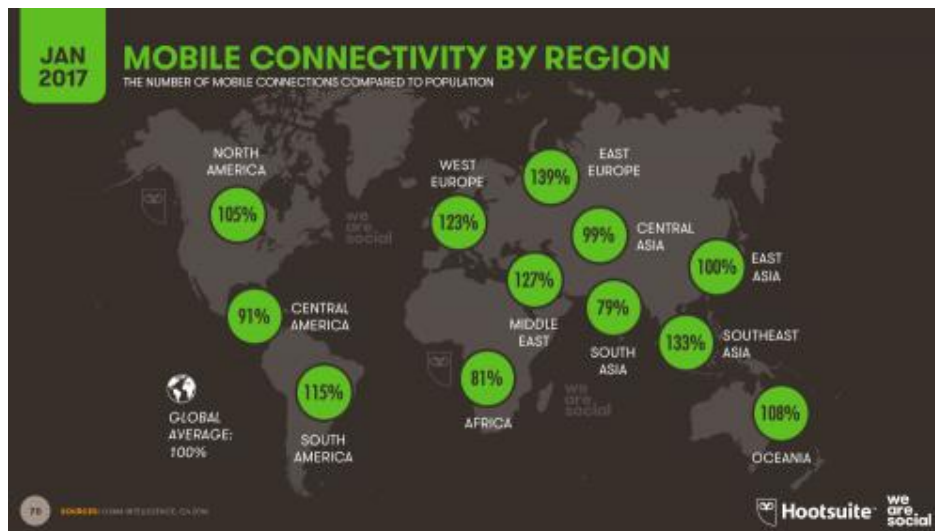 JAN
2017
MOBILE CONNECTIVITY BY REGION
THE NUMBER OF MOBILE CONNECTIONS COMPARED TO POPULATION
NORTH
AMERICA
105%
WEST
EUROPE
123%
139%
EAST
EUROPE
99%
CENTRAL
ASIA
100%
EAST
ASIA
we
are
social
127%
MIDDLE
EAST
79%
SOUTH
ASIA
91%
CENTRAL
AMERICA
133%
SOUTHEAST
ASIA
115%
SOUTH
AMERICA
81%
AFRICA
we
are
social
108%
OCEANIA
GLOBAL
AVERAGE:
100%
Hootsuite
we
are
social